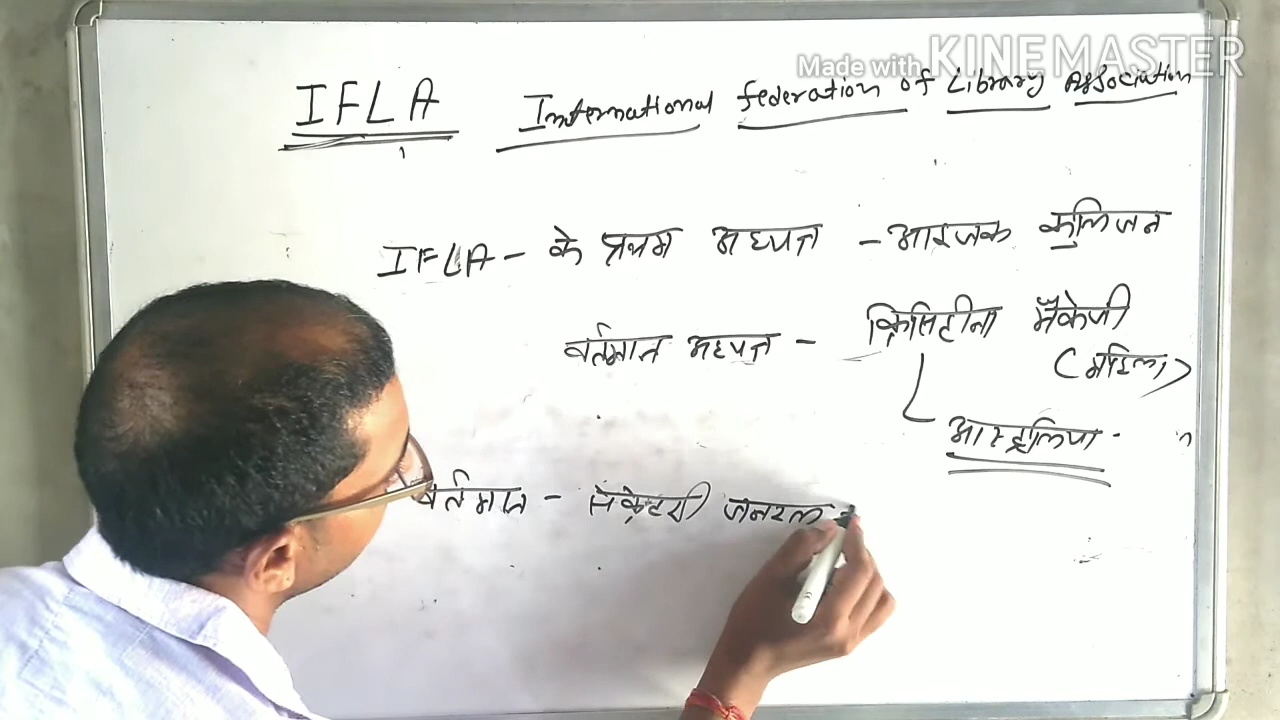 Made with KINEMASTER
IFLA International federation of Library Association
IFLA - के प्रथम अध्यक्ष - आइजक कुलिजन
वर्तमान अध्यक्ष - क्रिसिटीना मैकेंजी
(महिला)
आस्ट्रेलिया
वर्तमान - सेक्रेटरी जनरल